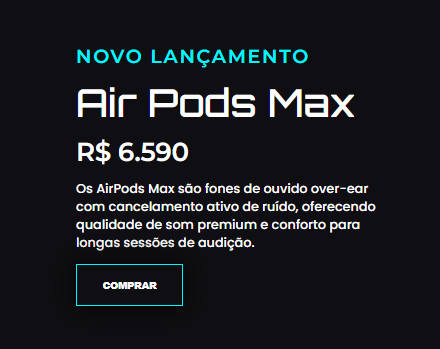 NOVO LANÇAMENTO
Air Pods Max
R$ 6.590
Os AirPods Max são fones de ouvido over-ear
com cancelamento ativo de ruído, oferecendo
qualidade de som premium e conforto para
longas sessões de audição.
COMPRAR